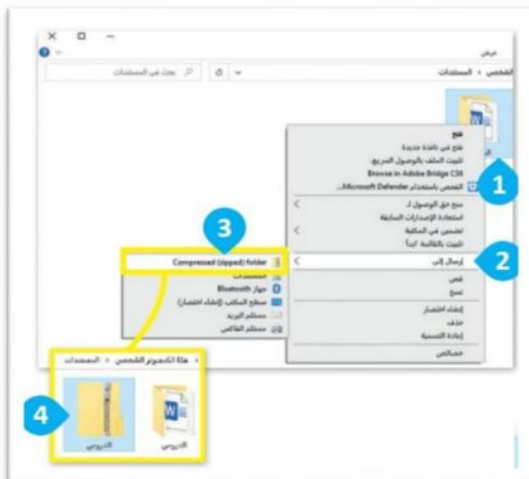 عرض
الشخصي › المستندات
بحث في المستندات
فتح
فتح في نافذة جديدة
تثبيت الملف بالوصول السريع.
Browse in Adobe Bridge CS6
الفحص باستخدام Microsoft Defender...
1
منح حق الوصول لـ
استعادة الإصدارات السابقة
تضمين في المكتبة
تثبيت بالقائمة "ابدأ"
إرسال إلى
2
3
Compressed (zipped) folder
المستندات
جهاز Bluetooth
سطح المكتب (إنشاء اختصار)
مستلم البريد
مستلم الفاكس
قص
نسخ
إنشاء اختصار
حذف
إعادة التسمية
خصائص
هذا الكمبيوتر الشخصي › المستندات
4
الدروس
الدروس